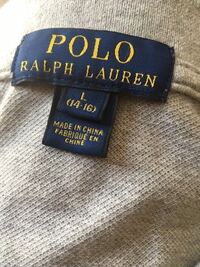 POLO
RALPH LAUREN
L
(14-16)
MADE IN CHINA
FABRIQUÉ EN
CHINE